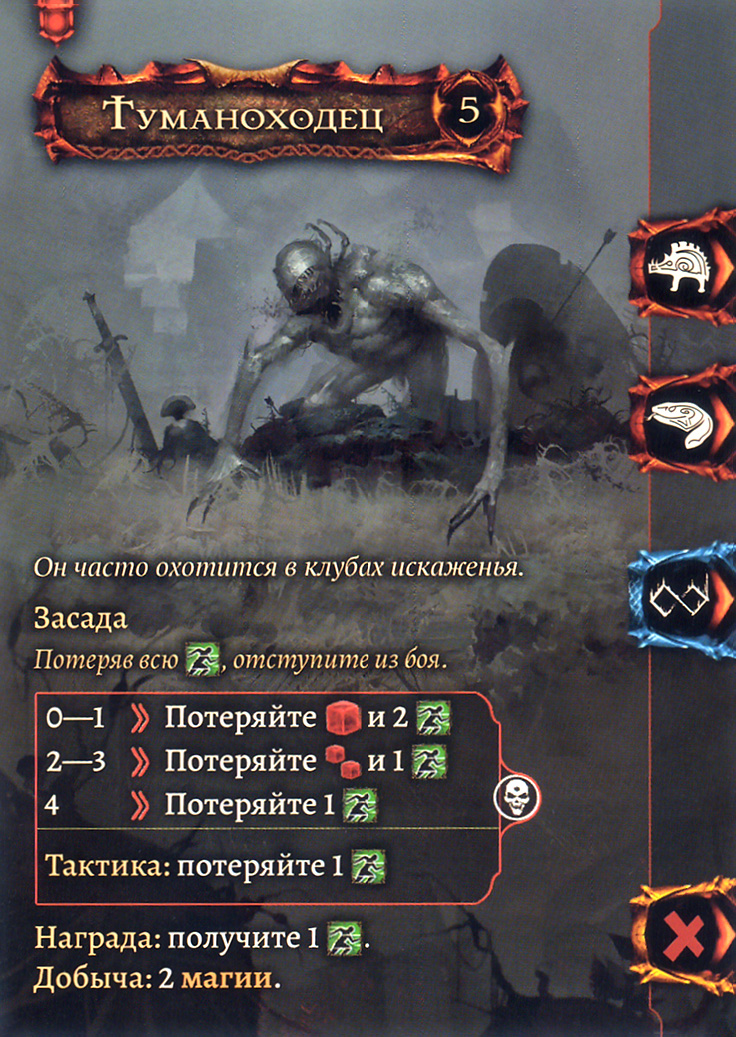 Туманоходец 5
Он часто охотится в клубах искаженья.
Засада
Потеряв всю , отступите из боя.
0—1 Потеряйте и 2
2—3 Потеряйте и 1
4 Потеряйте 1
Тактика: потеряйте 1
Награда: получите 1 .
Добыча: 2 магии.